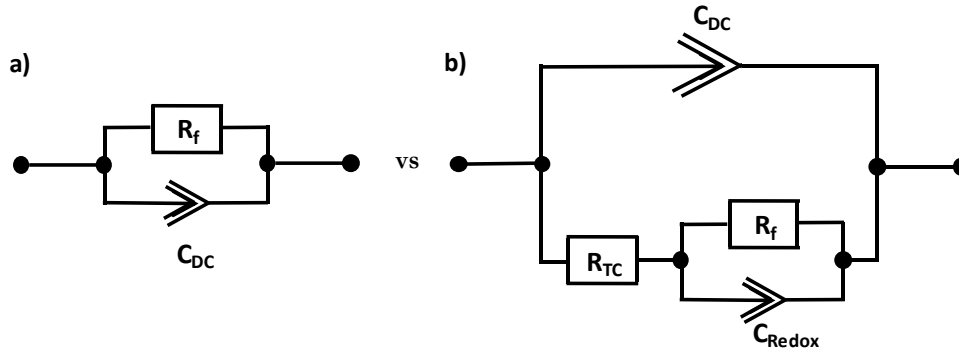 a)
R_f
C_DC
vs
b)
C_DC
R_TC
R_f
C_Redox